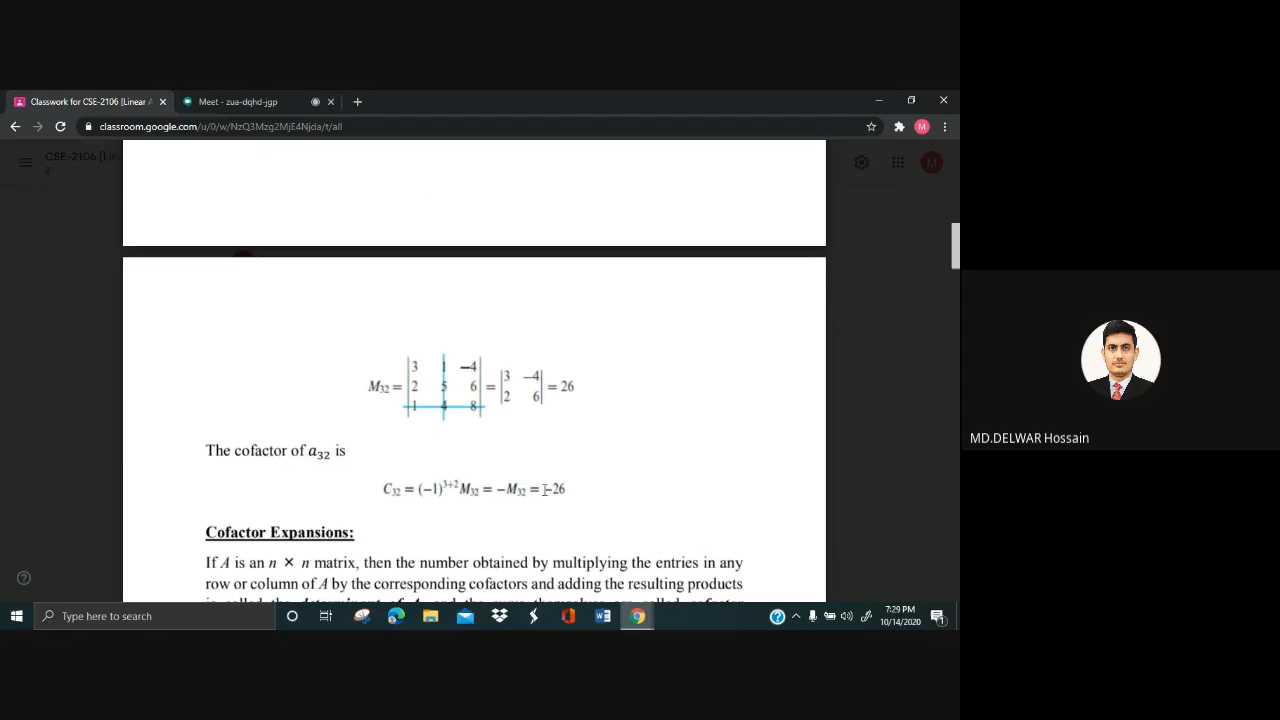 Classwork for CSE-2106 [Linear A
Meet - zua-dqhd-jgp
classroom.google.com/u/0/w/NzQ3Mzg2MjE4Njda/t/all
M
CSE-2106 [Lin
M
M₃₂ = |3 1 −4| = |3 −4| = 26
|2 5 6| |2 6|
|1 4 8|
The cofactor of a₃₂ is
C₃₂ = (−1)³⁺² M₃₂ = −M₃₂ = −26
Cofactor Expansions:
If A is an n × n matrix, then the number obtained by multiplying the entries in any
row or column of A by the corresponding cofactors and adding the resulting products
MD.DELWAR Hossain
Type here to search
7:29 PM
10/14/2020
1